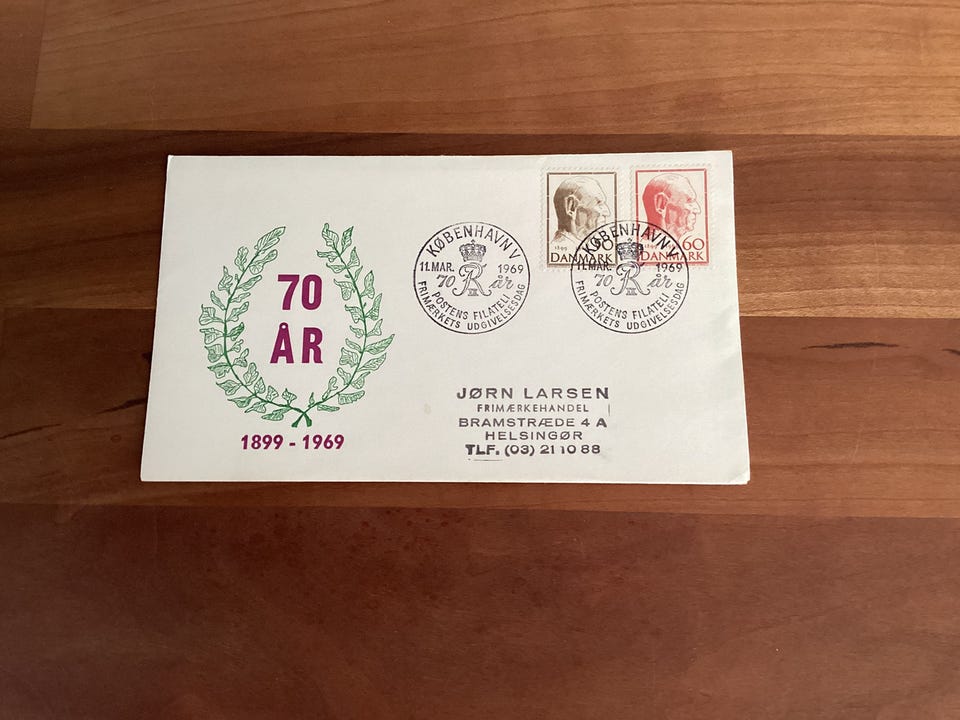 70
ÅR
1899 - 1969
1899
DANMARK
1899
60
DANMARK
KØBENHAVN V
11. MAR. 1969
70 år
POSTENS FILATELI
FRIMÆRKETS UDGIVELSESDAG
KØBENHAVN V
11. MAR. 1969
70 år
POSTENS FILATELI
FRIMÆRKETS UDGIVELSESDAG
JØRN LARSEN
FRIMÆRKEHANDEL
BRAMSTRÆDE 4 A
HELSINGØR
TLF. (03) 21 10 88